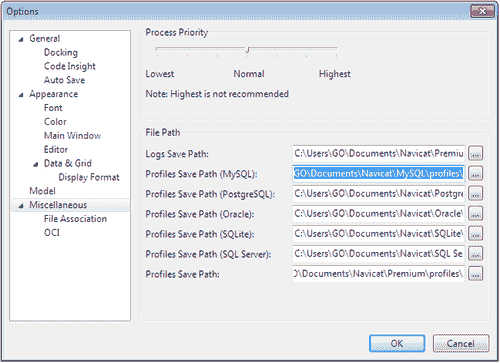 Options
General
Docking
Code Insight
Auto Save
Appearance
Font
Color
Main Window
Editor
Data & Grid
Display Format
Model
Miscellaneous
File Association
OCI
Process Priority
Lowest Normal Highest
Note: Highest is not recommended
File Path
Logs Save Path: C:\Users\GO\Documents\Navicat\Premium ...
Profiles Save Path (MySQL): GO\Documents\Navicat\MySQL\profiles\ ...
Profiles Save Path (PostgreSQL): C:\Users\GO\Documents\Navicat\Postgre ...
Profiles Save Path (Oracle): C:\Users\GO\Documents\Navicat\Oracle\ ...
Profiles Save Path (SQLite): C:\Users\GO\Documents\Navicat\SQLite\ ...
Profiles Save Path (SQL Server): C:\Users\GO\Documents\Navicat\SQL Se ...
Profiles Save Path: O\Documents\Navicat\Premium\profiles\ ...
OK Cancel